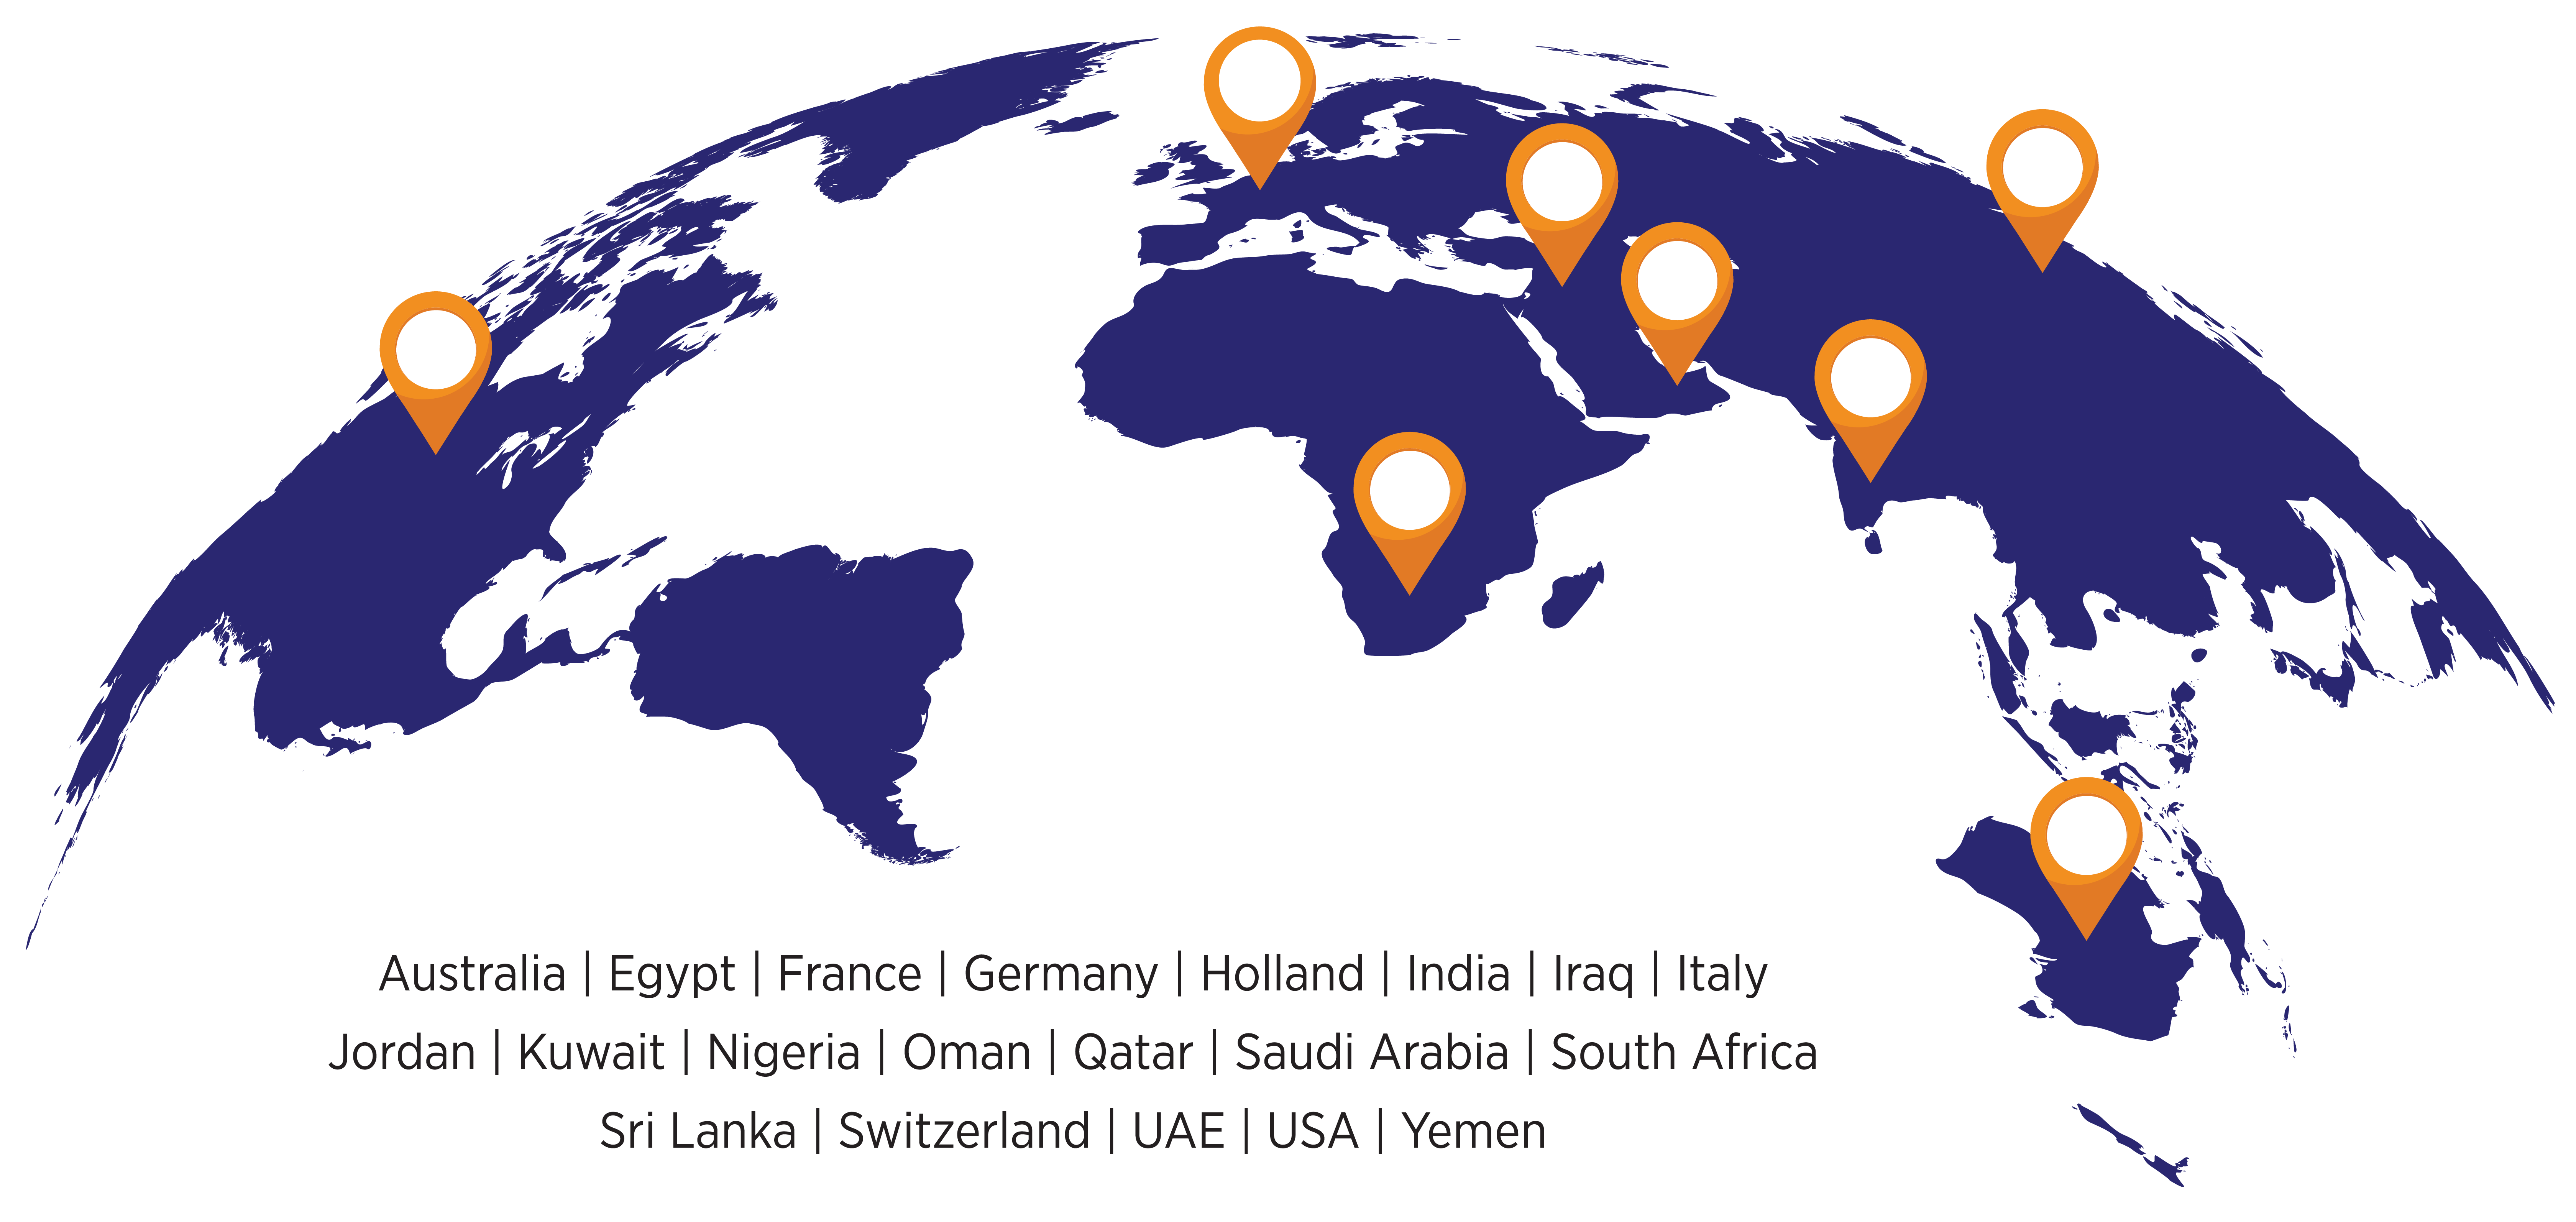 Australia | Egypt | France | Germany | Holland | India | Iraq | Italy
Jordan | Kuwait | Nigeria | Oman | Qatar | Saudi Arabia | South Africa
Sri Lanka | Switzerland | UAE | USA | Yemen